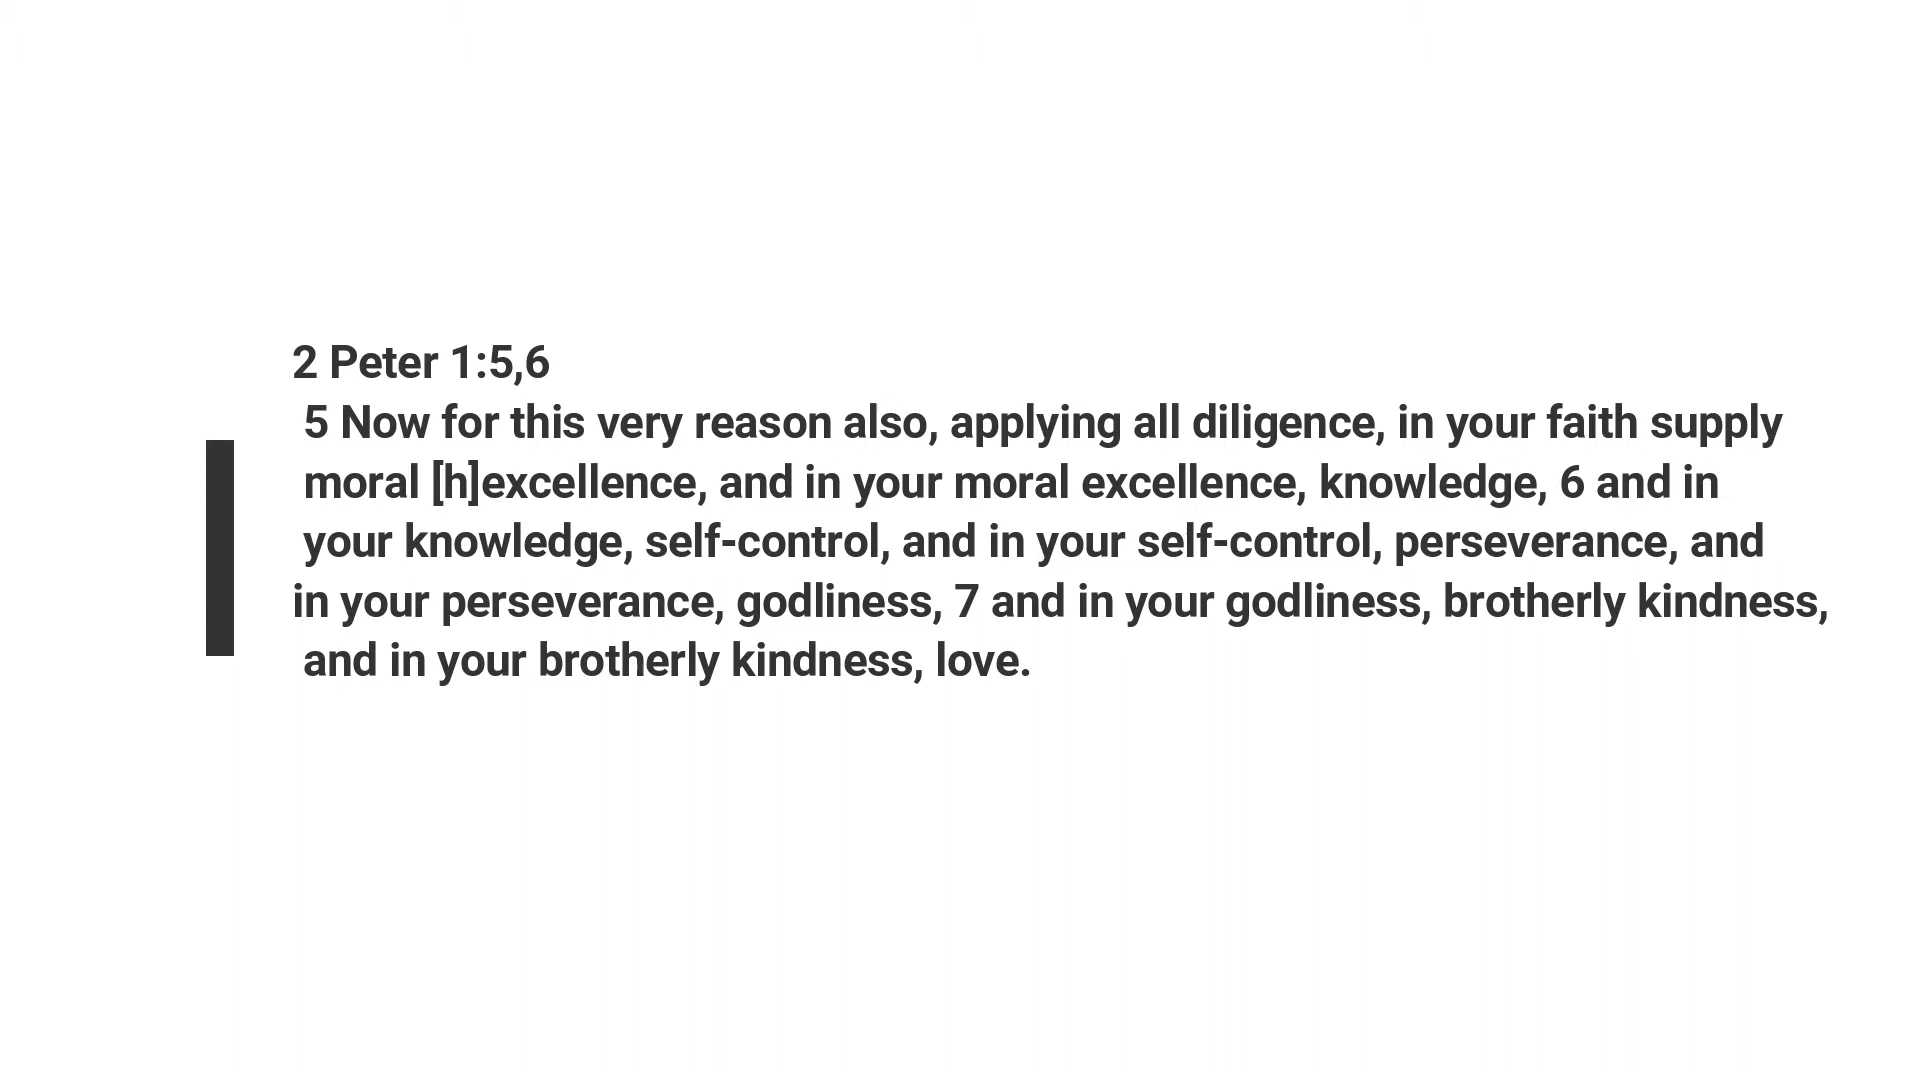 2 Peter 1:5,6
5 Now for this very reason also, applying all diligence, in your faith supply
moral [h]excellence, and in your moral excellence, knowledge, 6 and in
your knowledge, self-control, and in your self-control, perseverance, and
in your perseverance, godliness, 7 and in your godliness, brotherly kindness,
and in your brotherly kindness, love.